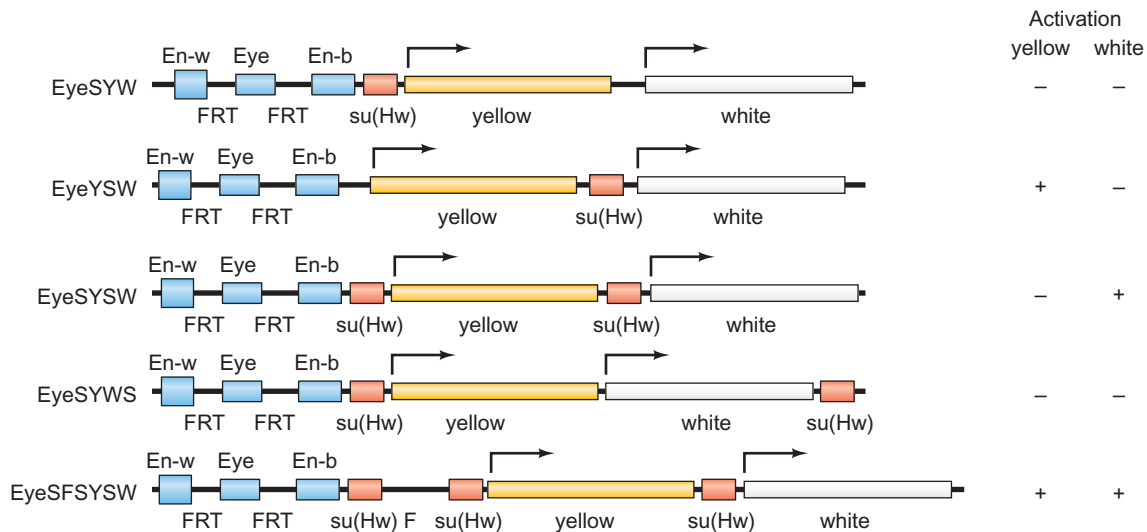 Activation
yellow white
En-w Eye En-b
EyeSYW – –
FRT FRT su(Hw) yellow white
En-w Eye En-b
EyeYSW + –
FRT FRT yellow su(Hw) white
En-w Eye En-b
EyeSYSW – +
FRT FRT su(Hw) yellow su(Hw) white
En-w Eye En-b
EyeSYWS – –
FRT FRT su(Hw) yellow white su(Hw)
En-w Eye En-b
EyeSFSYSW + +
FRT FRT su(Hw) F su(Hw) yellow su(Hw) white